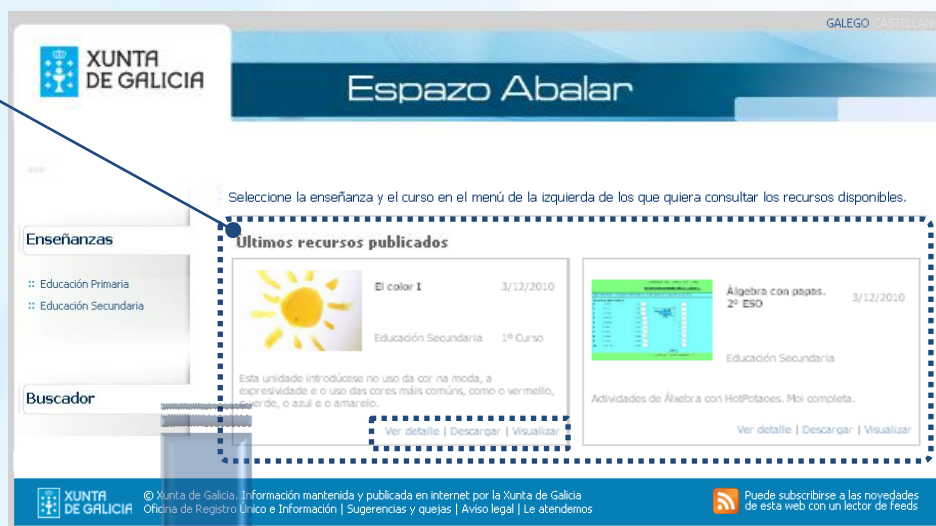 GALEGO CASTELLANO
XUNTA
DE GALICIA
Espazo Abalar
Seleccione la enseñanza y el curso en el menú de la izquierda de los que quiera consultar los recursos disponibles.
Enseñanzas
Educación Primaria
Educación Secundaria
Buscador
Últimos recursos publicados
El color I 3/12/2010
Educación Secundaria 1º Curso
Esta unidade introdúcese no uso da cor na moda, a
expresividade e o uso das cores máis comúns, como o vermello,
o verde, o azul e o amarelo.
Ver detalle | Descargar | Visualizar
Álgebra con papas.
2º ESO
3/12/2010
Educación Secundaria
Actividades de Álxebra con HotPotaoes. Moi completa.
Ver detalle | Descargar | Visualizar
XUNTA
DE GALICIA
© Xunta de Galicia. Información mantenida y publicada en internet por la Xunta de Galicia
Oficina de Registro Único e Información | Sugerencias y quejas | Aviso legal | Le atendemos
Puede subscribirse a las novedades
de esta web con un lector de feeds